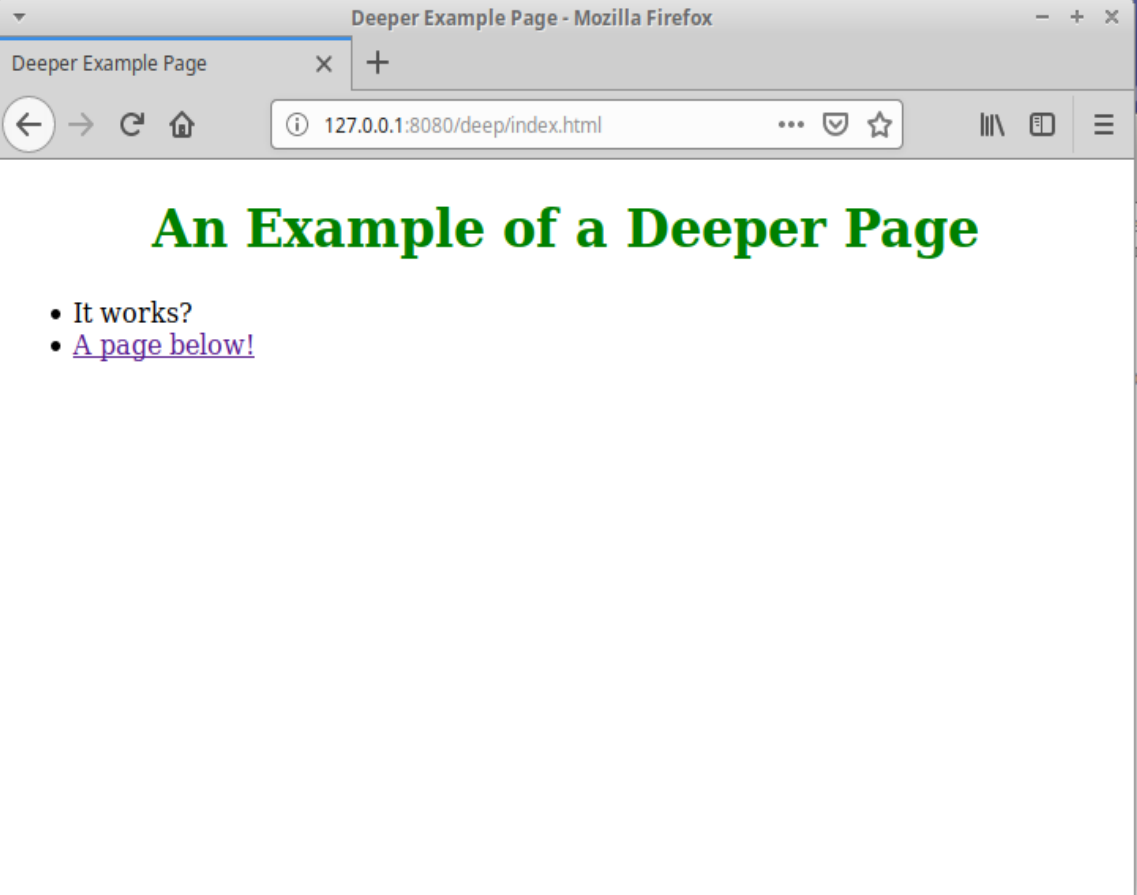 Deeper Example Page - Mozilla Firefox
Deeper Example Page
127.0.0.1:8080/deep/index.html
An Example of a Deeper Page
It works?
A page below!